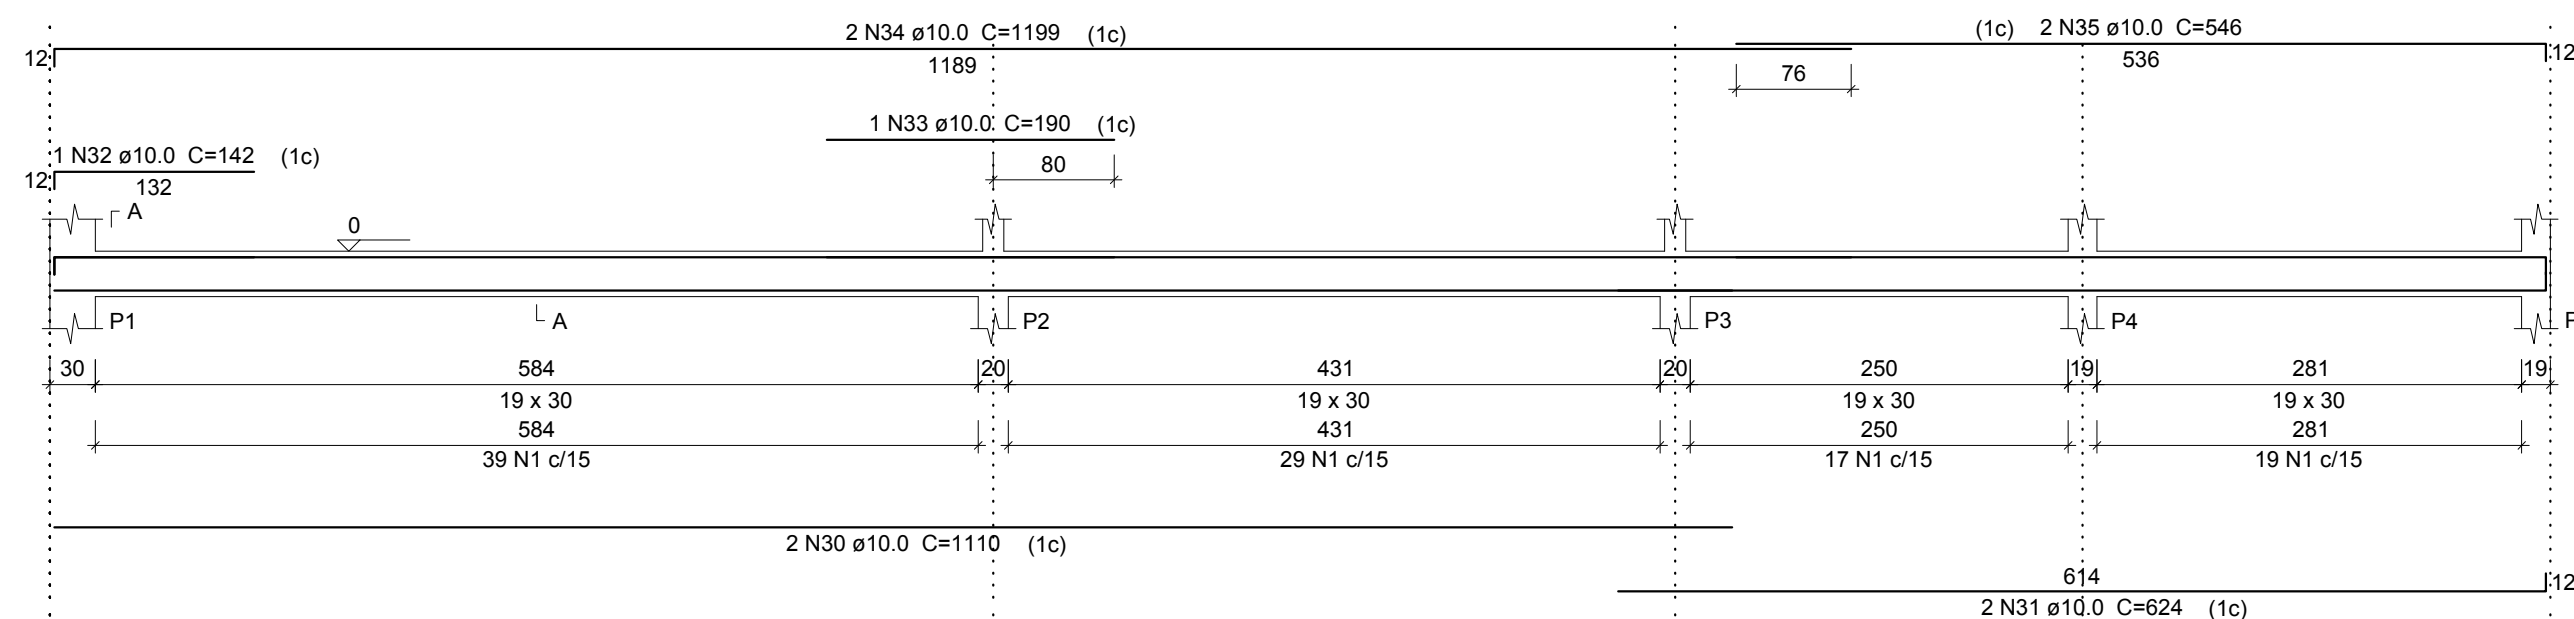 2 N34 ø10.0 C=1199 (1c)
(1c) 2 N35 ø10.0 C=546
12
1189
536
12
76
1 N33 ø10.0 C=190 (1c)
1 N32 ø10.0 C=142 (1c)
80
12
132
A
0
P1
A
P2
P3
P4
P
30
584
20
431
20
250
19
281
19
19 x 30
19 x 30
19 x 30
19 x 30
584
431
250
281
39 N1 c/15
29 N1 c/15
17 N1 c/15
19 N1 c/15
2 N30 ø10.0 C=1110 (1c)
614
12
2 N31 ø10.0 C=624 (1c)